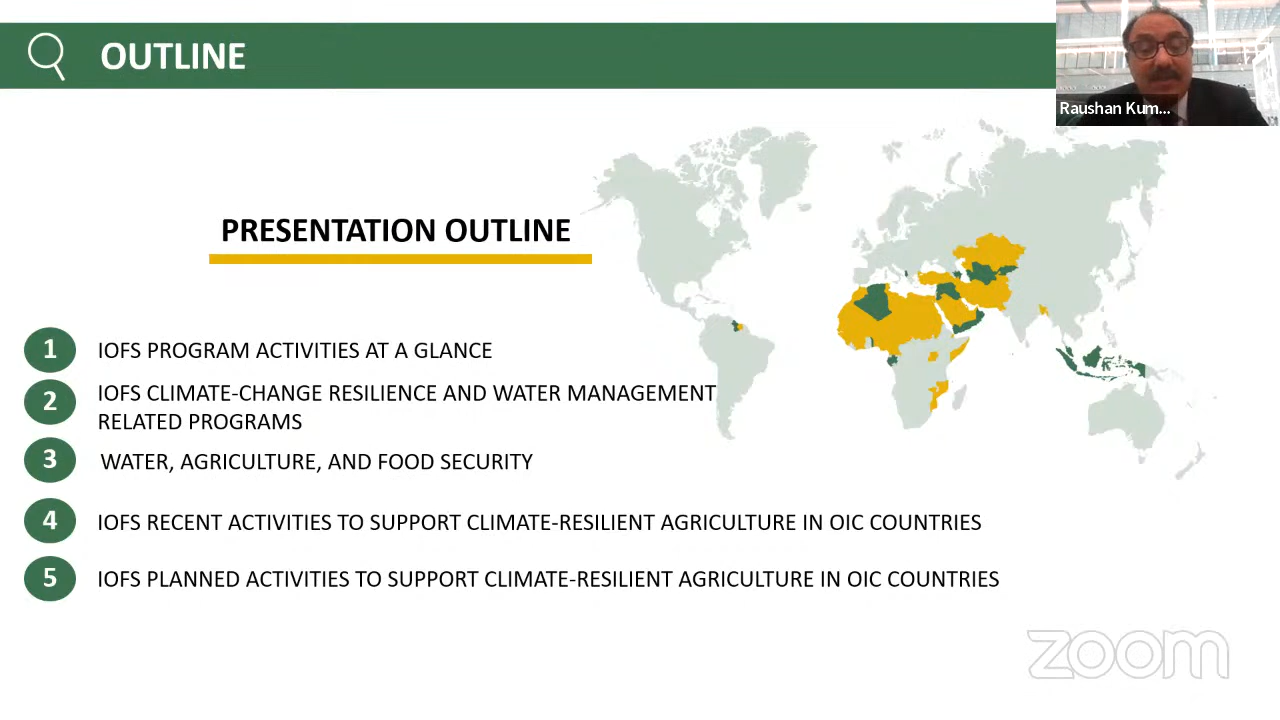 OUTLINE
Raushan Kum...
PRESENTATION OUTLINE
1 IOFS PROGRAM ACTIVITIES AT A GLANCE
2 IOFS CLIMATE-CHANGE RESILIENCE AND WATER MANAGEMENT
RELATED PROGRAMS
3 WATER, AGRICULTURE, AND FOOD SECURITY
4 IOFS RECENT ACTIVITIES TO SUPPORT CLIMATE-RESILIENT AGRICULTURE IN OIC COUNTRIES
5 IOFS PLANNED ACTIVITIES TO SUPPORT CLIMATE-RESILIENT AGRICULTURE IN OIC COUNTRIES
zoom